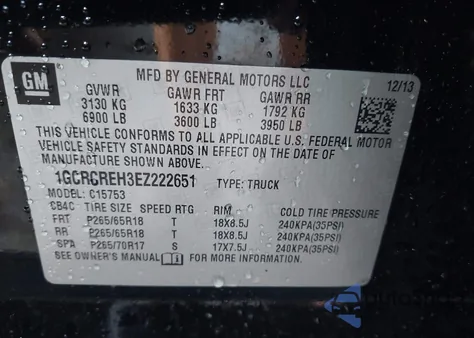 GM
MFD BY GENERAL MOTORS LLC
12/13
GVWR GAWR FRT GAWR RR
3130 KG 1633 KG 1792 KG
6900 LB 3600 LB 3950 LB
THIS VEHICLE CONFORMS TO ALL APPLICABLE U.S. FEDERAL MOTOR
VEHICLE SAFETY STANDARDS IN EFFECT ON THE DATE OF
MANUFACTURE SHOWN ABOVE.
1GCRCREH3EZ222651 TYPE: TRUCK
MODEL: C15753
CB4C TIRE SIZE SPEED RTG RIM COLD TIRE PRESSURE
FRT P265/65R18 T 18X8.5J 240KPA(35PSI)
RR P265/65R18 T 18X8.5J 240KPA(35PSI)
SPA P265/70R17 S 17X7.5J 240KPA(35PSI)
SEE OWNER'S MANUAL FOR MORE INFORMATION.